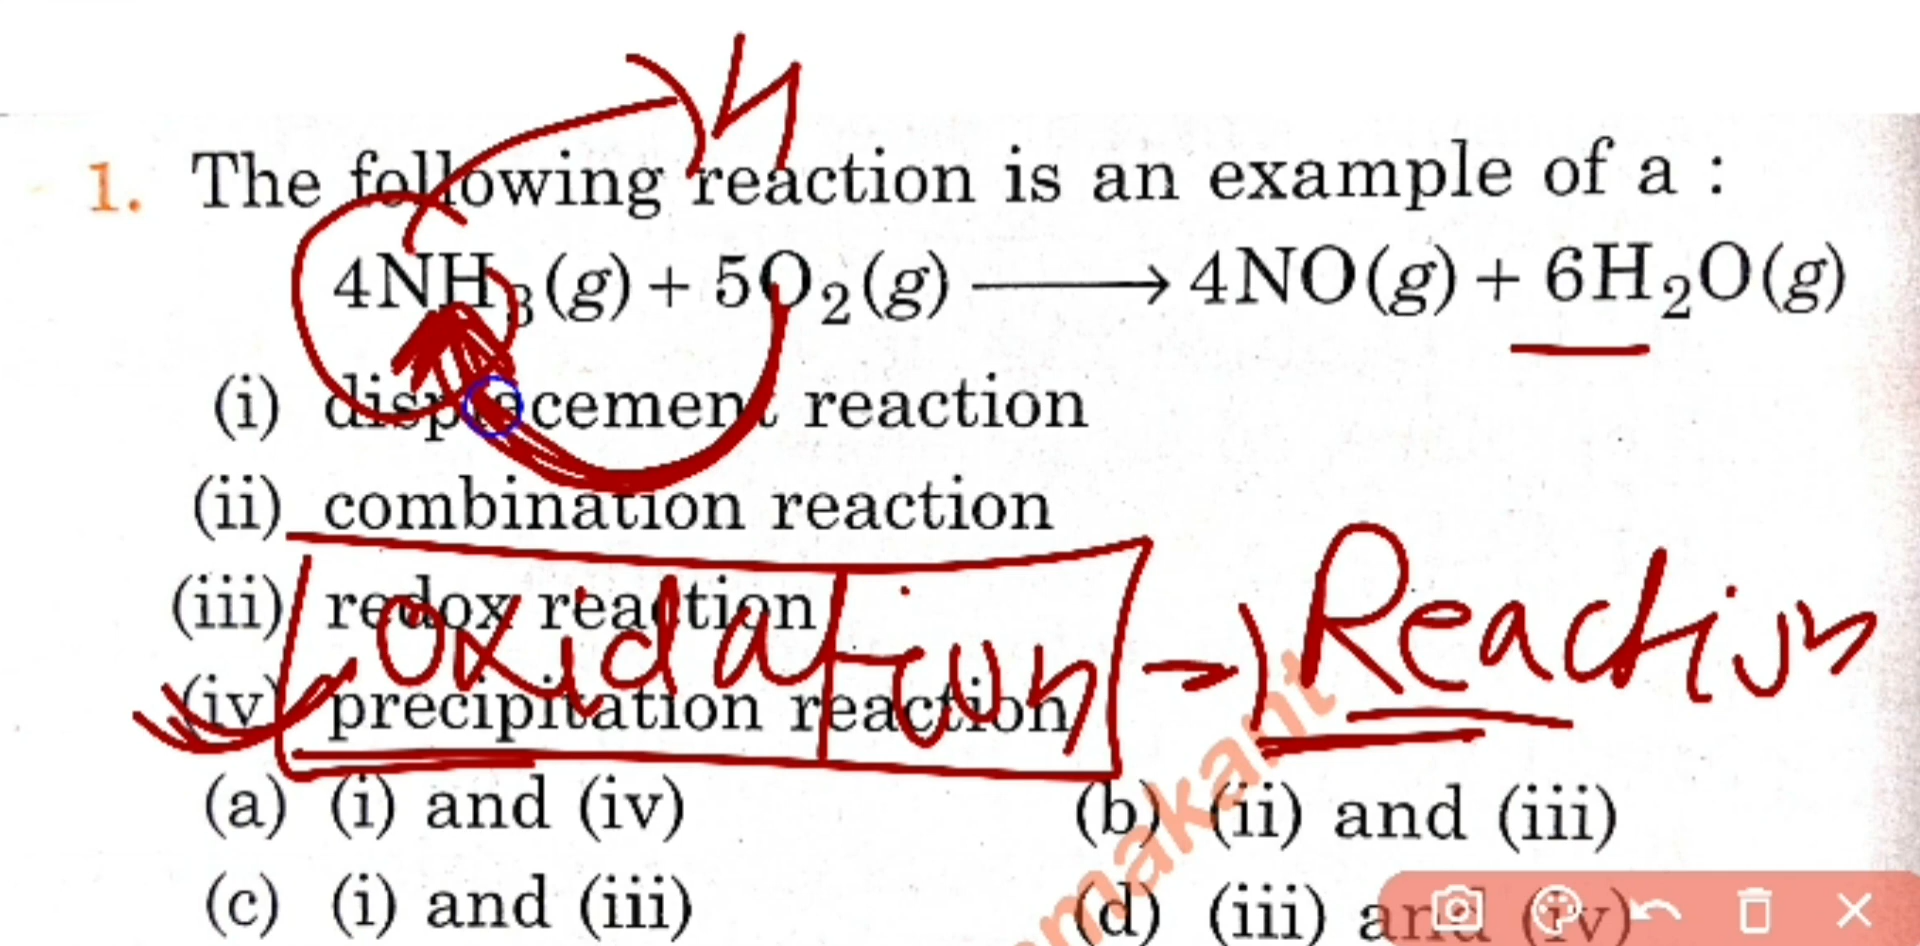 1. The following reaction is an example of a :
4NH₃(g) + 5O₂(g) ⟶ 4NO(g) + 6H₂O(g)
(i) displacement reaction
(ii) combination reaction
(iii) redox reaction
Oxidation → Reaction
(iv) precipitation reaction
(a) (i) and (iv)
(b) (ii) and (iii)
(c) (i) and (iii)
(d) (iii) and (iv)
makant